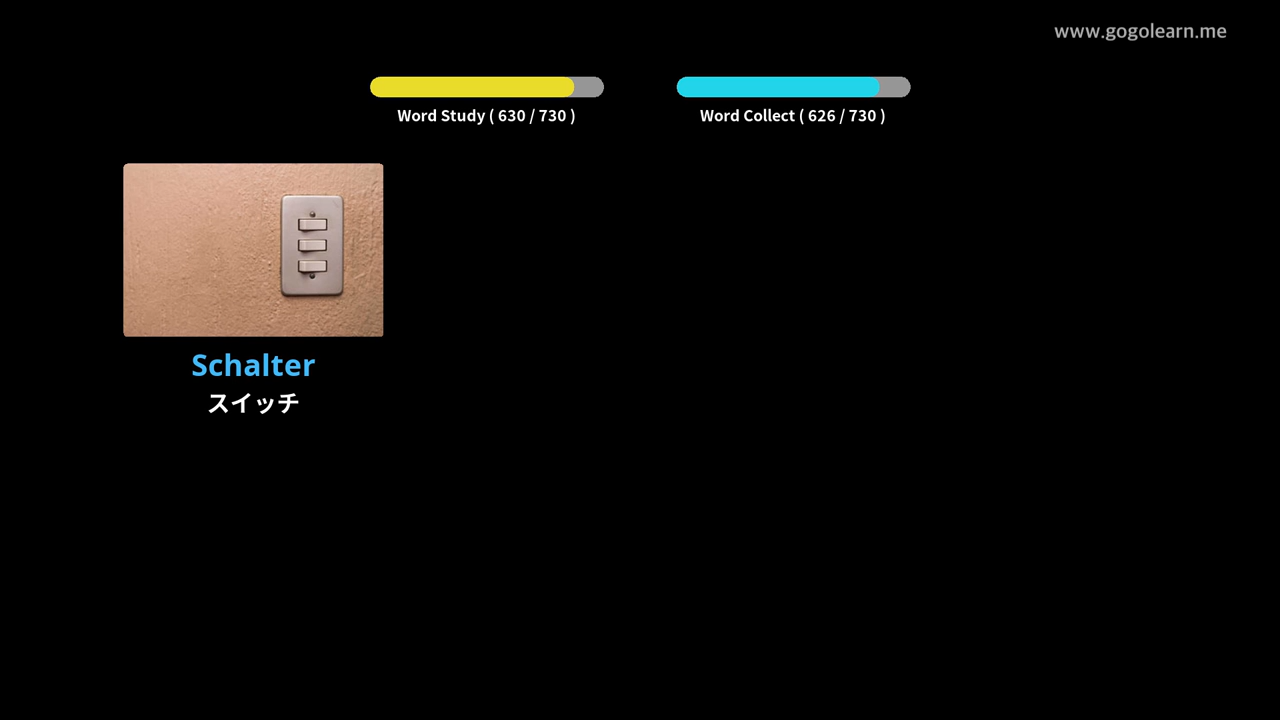 www.gogolearn.me
Word Study ( 630 / 730 )
Word Collect ( 626 / 730 )
Schalter
スイッチ